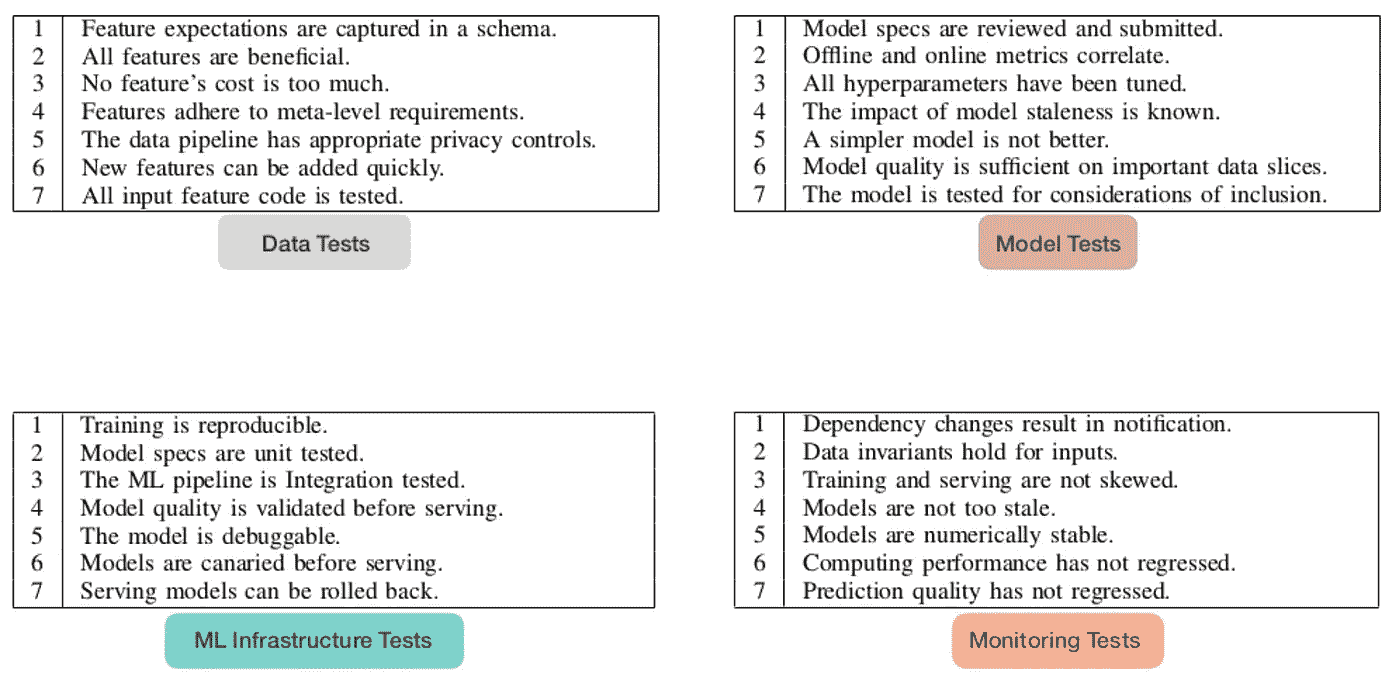 1 Feature expectations are captured in a schema.
2 All features are beneficial.
3 No feature's cost is too much.
4 Features adhere to meta-level requirements.
5 The data pipeline has appropriate privacy controls.
6 New features can be added quickly.
7 All input feature code is tested.
Data Tests
1 Model specs are reviewed and submitted.
2 Offline and online metrics correlate.
3 All hyperparameters have been tuned.
4 The impact of model staleness is known.
5 A simpler model is not better.
6 Model quality is sufficient on important data slices.
7 The model is tested for considerations of inclusion.
Model Tests
1 Training is reproducible.
2 Model specs are unit tested.
3 The ML pipeline is Integration tested.
4 Model quality is validated before serving.
5 The model is debuggable.
6 Models are canaried before serving.
7 Serving models can be rolled back.
ML Infrastructure Tests
1 Dependency changes result in notification.
2 Data invariants hold for inputs.
3 Training and serving are not skewed.
4 Models are not too stale.
5 Models are numerically stable.
6 Computing performance has not regressed.
7 Prediction quality has not regressed.
Monitoring Tests